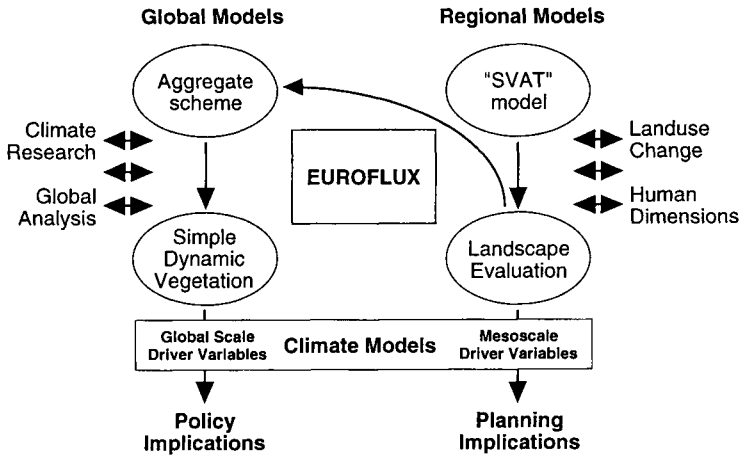 Global Models
Regional Models
Aggregate
scheme
"SVAT"
model
Climate
Research
Landuse
Change
EUROFLUX
Global
Analysis
Human
Dimensions
Simple
Dynamic
Vegetation
Landscape
Evaluation
Global Scale
Driver Variables
Climate Models
Mesoscale
Driver Variables
Policy
Implications
Planning
Implications